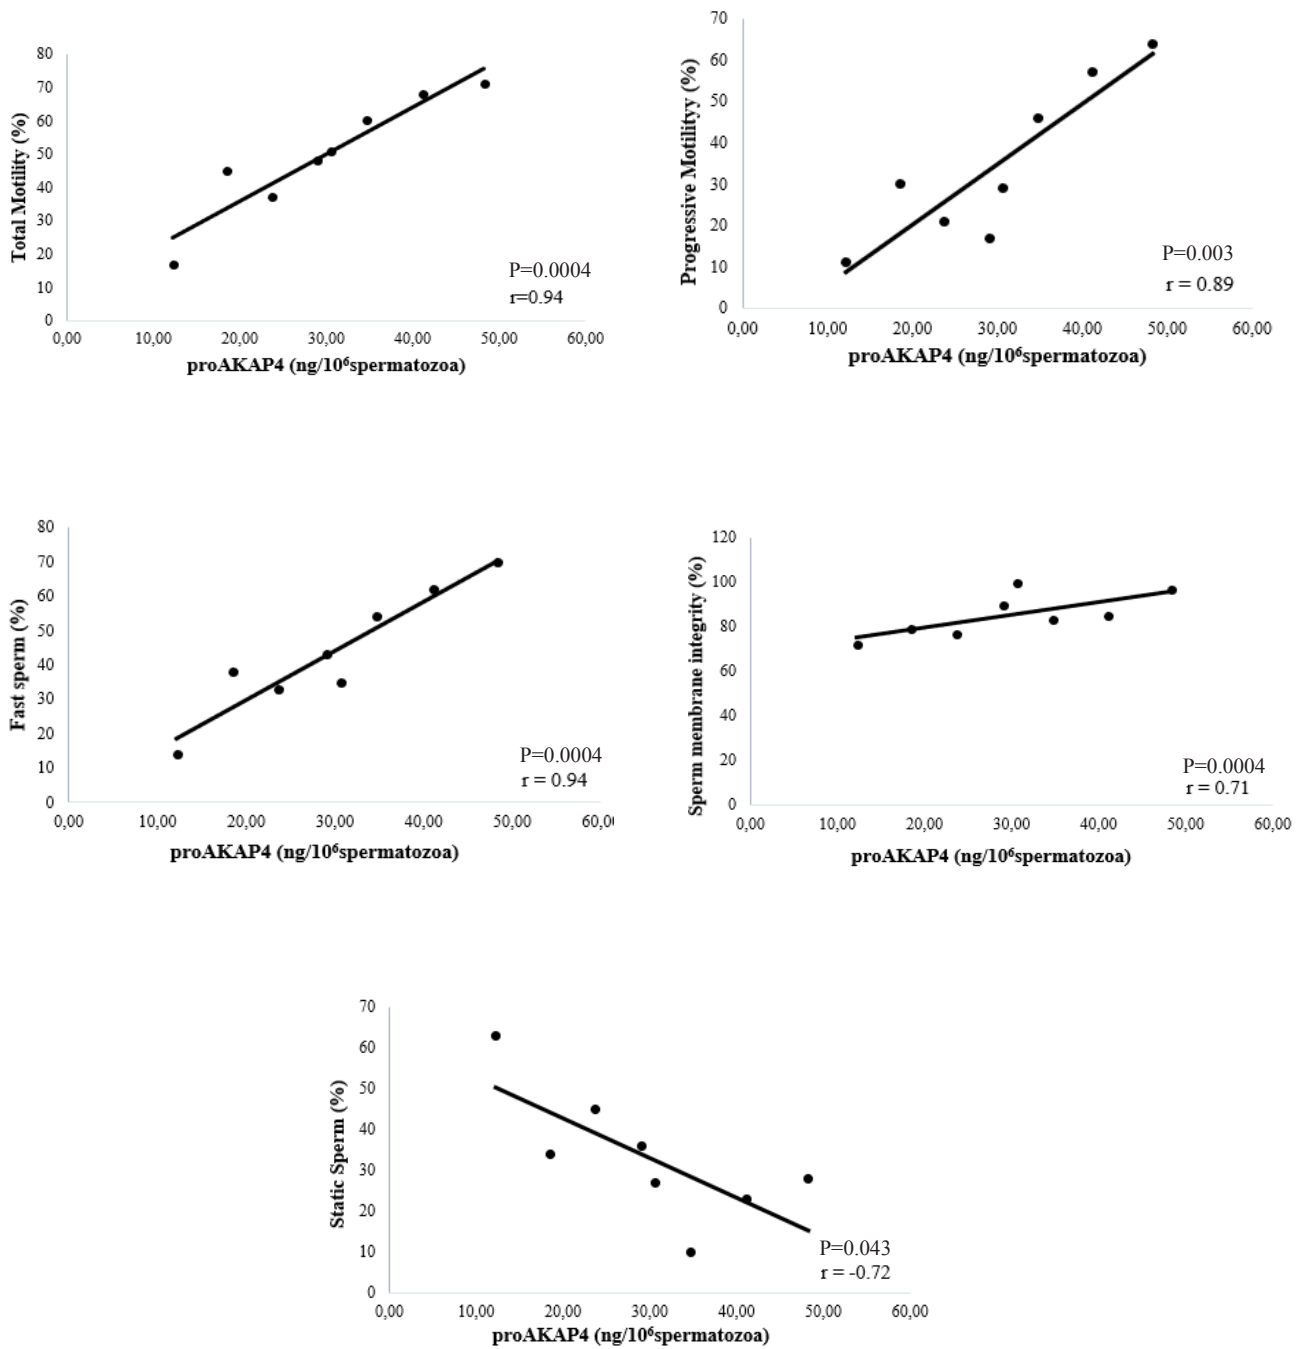 80
70
60
50
40
30
20
10
0
Total Motility (%)
P=0.0004
r=0.94
0,00 10,00 20,00 30,00 40,00 50,00 60,00
proAKAP4 (ng/10⁶spermatozoa)
70
60
50
40
30
20
10
0
Progressive Motilityy (%)
P=0.003
r = 0.89
0,00 10,00 20,00 30,00 40,00 50,00 60,00
proAKAP4 (ng/10⁶spermatozoa)
80
70
60
50
40
30
20
10
0
Fast sperm (%)
P=0.0004
r = 0.94
0,00 10,00 20,00 30,00 40,00 50,00 60,0
proAKAP4 (ng/10⁶spermatozoa)
120
100
80
60
40
20
0
Sperm membrane integrity (%)
P=0.0004
r = 0.71
0,00 10,00 20,00 30,00 40,00 50,00 60,00
proAKAP4 (ng/10⁶spermatozoa)
70
60
50
40
30
20
10
0
Static Sperm (%)
P=0.043
r = -0.72
0,00 10,00 20,00 30,00 40,00 50,00 60,00
proAKAP4 (ng/10⁶spermatozoa)